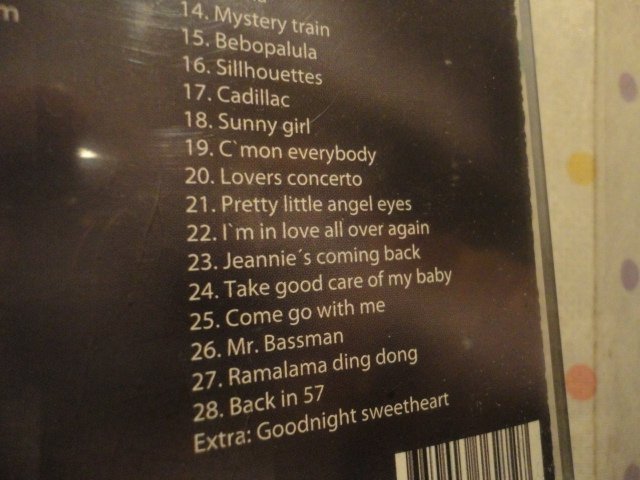 m
14. Mystery train
15. Bebopalula
16. Sillhouettes
17. Cadillac
18. Sunny girl
19. C`mon everybody
20. Lovers concerto
21. Pretty little angel eyes
22. I`m in love all over again
23. Jeannie´s coming back
24. Take good care of my baby
25. Come go with me
26. Mr. Bassman
27. Ramalama ding dong
28. Back in 57
Extra: Goodnight sweetheart